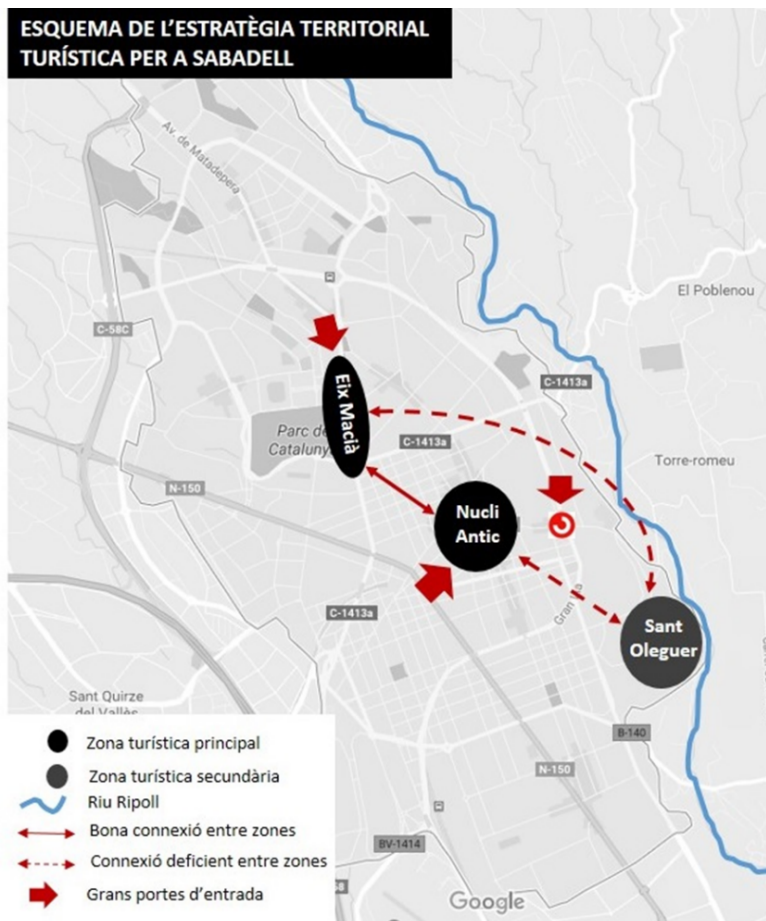 ESQUEMA DE L'ESTRATÈGIA TERRITORIAL
TURÍSTICA PER A SABADELL
Av. de Matadepera
El Poblenou
C-58C
C-1413a
Eix Macià
Parc de
Catalunya
C-1413a
Torre-romeu
N-150
Nucli
Antic
Gran Via
C-1413a
Sant
Oleguer
Sant Quirze
del Vallès
B-140
N-150
BV-1414
Google
Zona turística principal
Zona turística secundària
Riu Ripoll
Bona connexió entre zones
Connexió deficient entre zones
Grans portes d'entrada